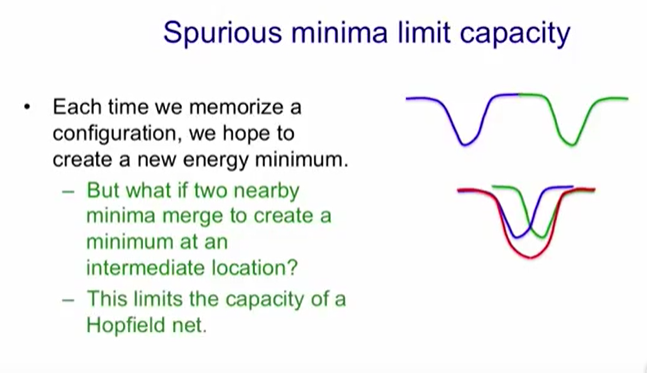 Spurious minima limit capacity
• Each time we memorize a
configuration, we hope to
create a new energy minimum.
– But what if two nearby
minima merge to create a
minimum at an
intermediate location?
– This limits the capacity of a
Hopfield net.